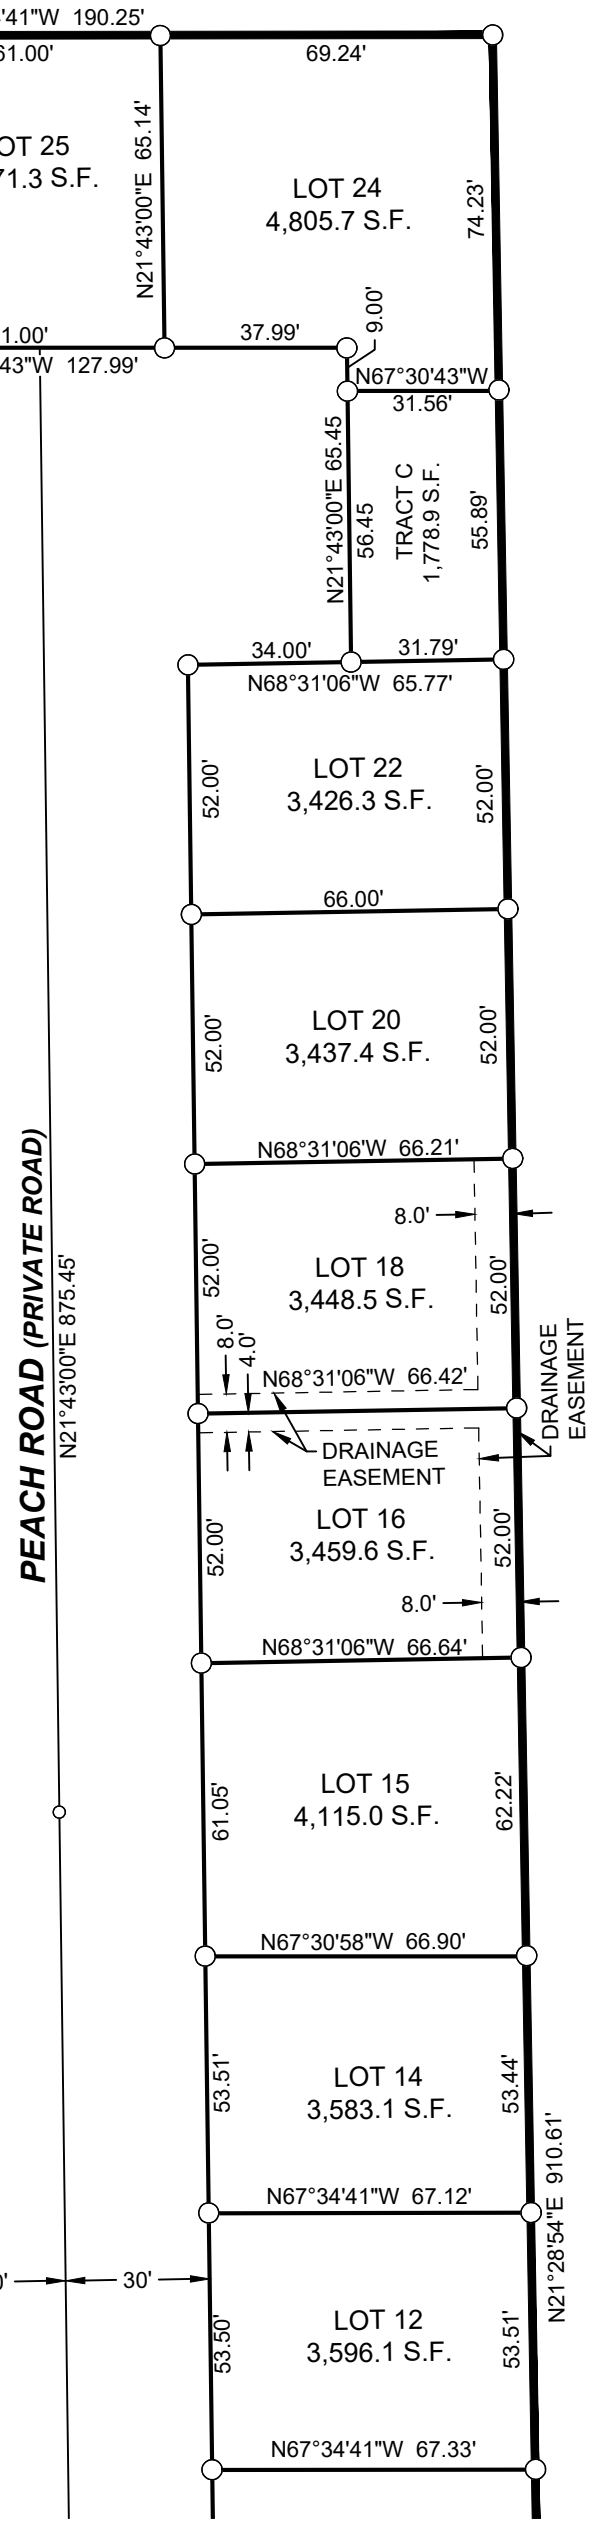 '41"W 190.25'
61.00'
69.24'
N21°43'00"E 65.14'
OT 25
71.3 S.F.
LOT 24
4,805.7 S.F.
74.23'
9.00'
1.00'
37.99'
43"W 127.99'
N67°30'43"W
31.56'
N21°43'00"E 65.45
56.45
TRACT C
1,778.9 S.F.
55.89'
34.00'
31.79'
N68°31'06"W 65.77'
LOT 22
3,426.3 S.F.
52.00'
52.00'
66.00'
LOT 20
3,437.4 S.F.
52.00'
52.00'
N68°31'06'W 66.21'
8.0'
LOT 18
3,448.5 S.F.
52.00'
52.00'
8.0'
4.0'
N68°31'06"W 66.42'
DRAINAGE
EASEMENT
DRAINAGE
EASEMENT
PEACH ROAD (PRIVATE ROAD)
N21°43'00"E 875.45'
LOT 16
3,459.6 S.F.
52.00'
52.00'
8.0'
N68°31'06"W 66.64'
LOT 15
4,115.0 S.F.
61.05'
62.22'
N67°30'58"W 66.90'
LOT 14
3,583.1 S.F.
53.51'
53.44'
N67°34'41"W 67.12'
N21°28'54"E 910.61'
0'
30'
LOT 12
3,596.1 S.F.
53.50'
53.51'
N67°34'41"W 67.33'